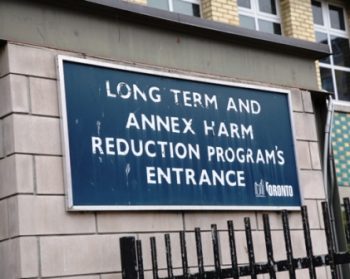 LONG TERM AND
ANNEX HARM
REDUCTION PROGRAM'S
ENTRANCE
TORONTO